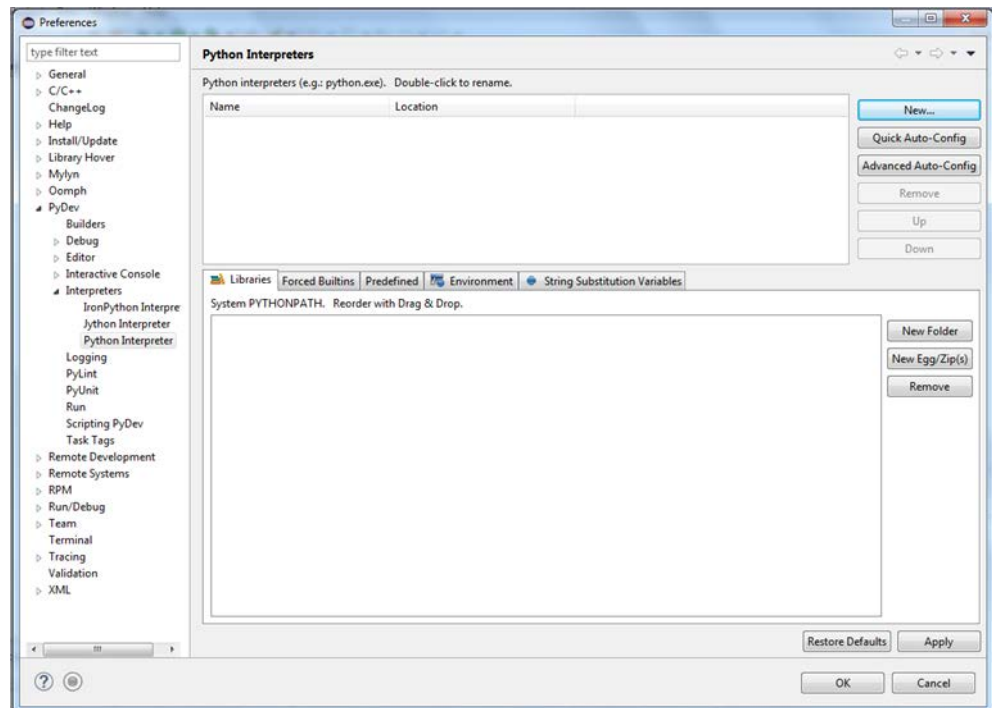 Preferences
type filter text
General
C/C++
ChangeLog
Help
Install/Update
Library Hover
Mylyn
Oomph
PyDev
Builders
Debug
Editor
Interactive Console
Interpreters
IronPython Interpre
Jython Interpreter
Python Interpreter
Logging
PyLint
PyUnit
Run
Scripting PyDev
Task Tags
Remote Development
Remote Systems
RPM
Run/Debug
Team
Terminal
Tracing
Validation
XML
Python Interpreters
Python interpreters (e.g.: python.exe). Double-click to rename.
Name Location
New...
Quick Auto-Config
Advanced Auto-Config
Remove
Up
Down
Libraries Forced Builtins Predefined Environment String Substitution Variables
System PYTHONPATH. Reorder with Drag & Drop.
New Folder
New Egg/Zip(s)
Remove
Restore Defaults Apply
OK Cancel